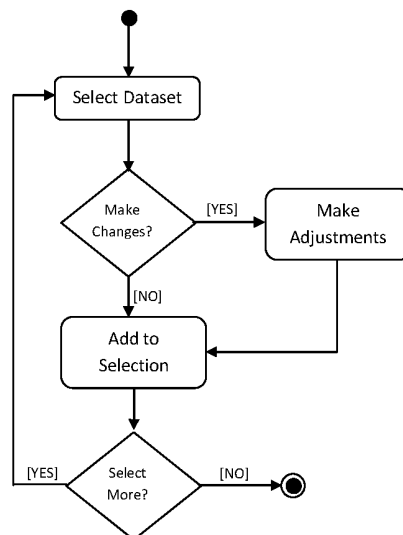 Select Dataset
Make
Changes?
[YES]
Make
Adjustments
[NO]
Add to
Selection
[YES]
Select
More?
[NO]